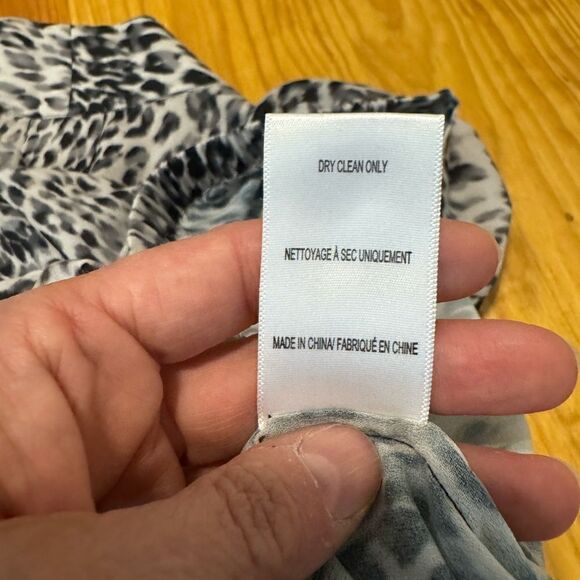 DRY CLEAN ONLY
NETTOYAGE À SEC UNIQUEMENT
MADE IN CHINA/ FABRIQUÉ EN CHINE